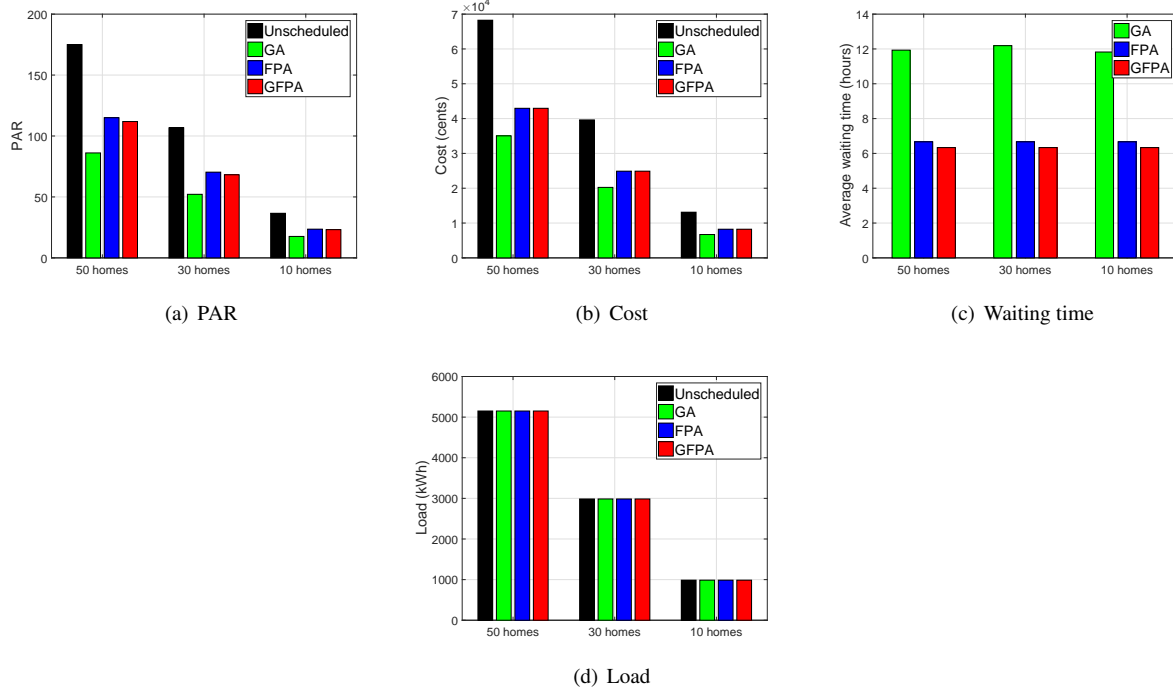 200
150
100
50
0
PAR
50 homes
30 homes
10 homes
Unscheduled
GA
FPA
GFPA
(a) PAR
×10⁴
7
6
5
4
3
2
1
0
Cost (cents)
50 homes
30 homes
10 homes
Unscheduled
GA
FPA
GFPA
(b) Cost
14
12
10
8
6
4
2
0
Average waiting time (hours)
50 homes
30 homes
10 homes
GA
FPA
GFPA
(c) Waiting time
6000
5000
4000
3000
2000
1000
0
Load (kWh)
50 homes
30 homes
10 homes
Unscheduled
GA
FPA
GFPA
(d) Load